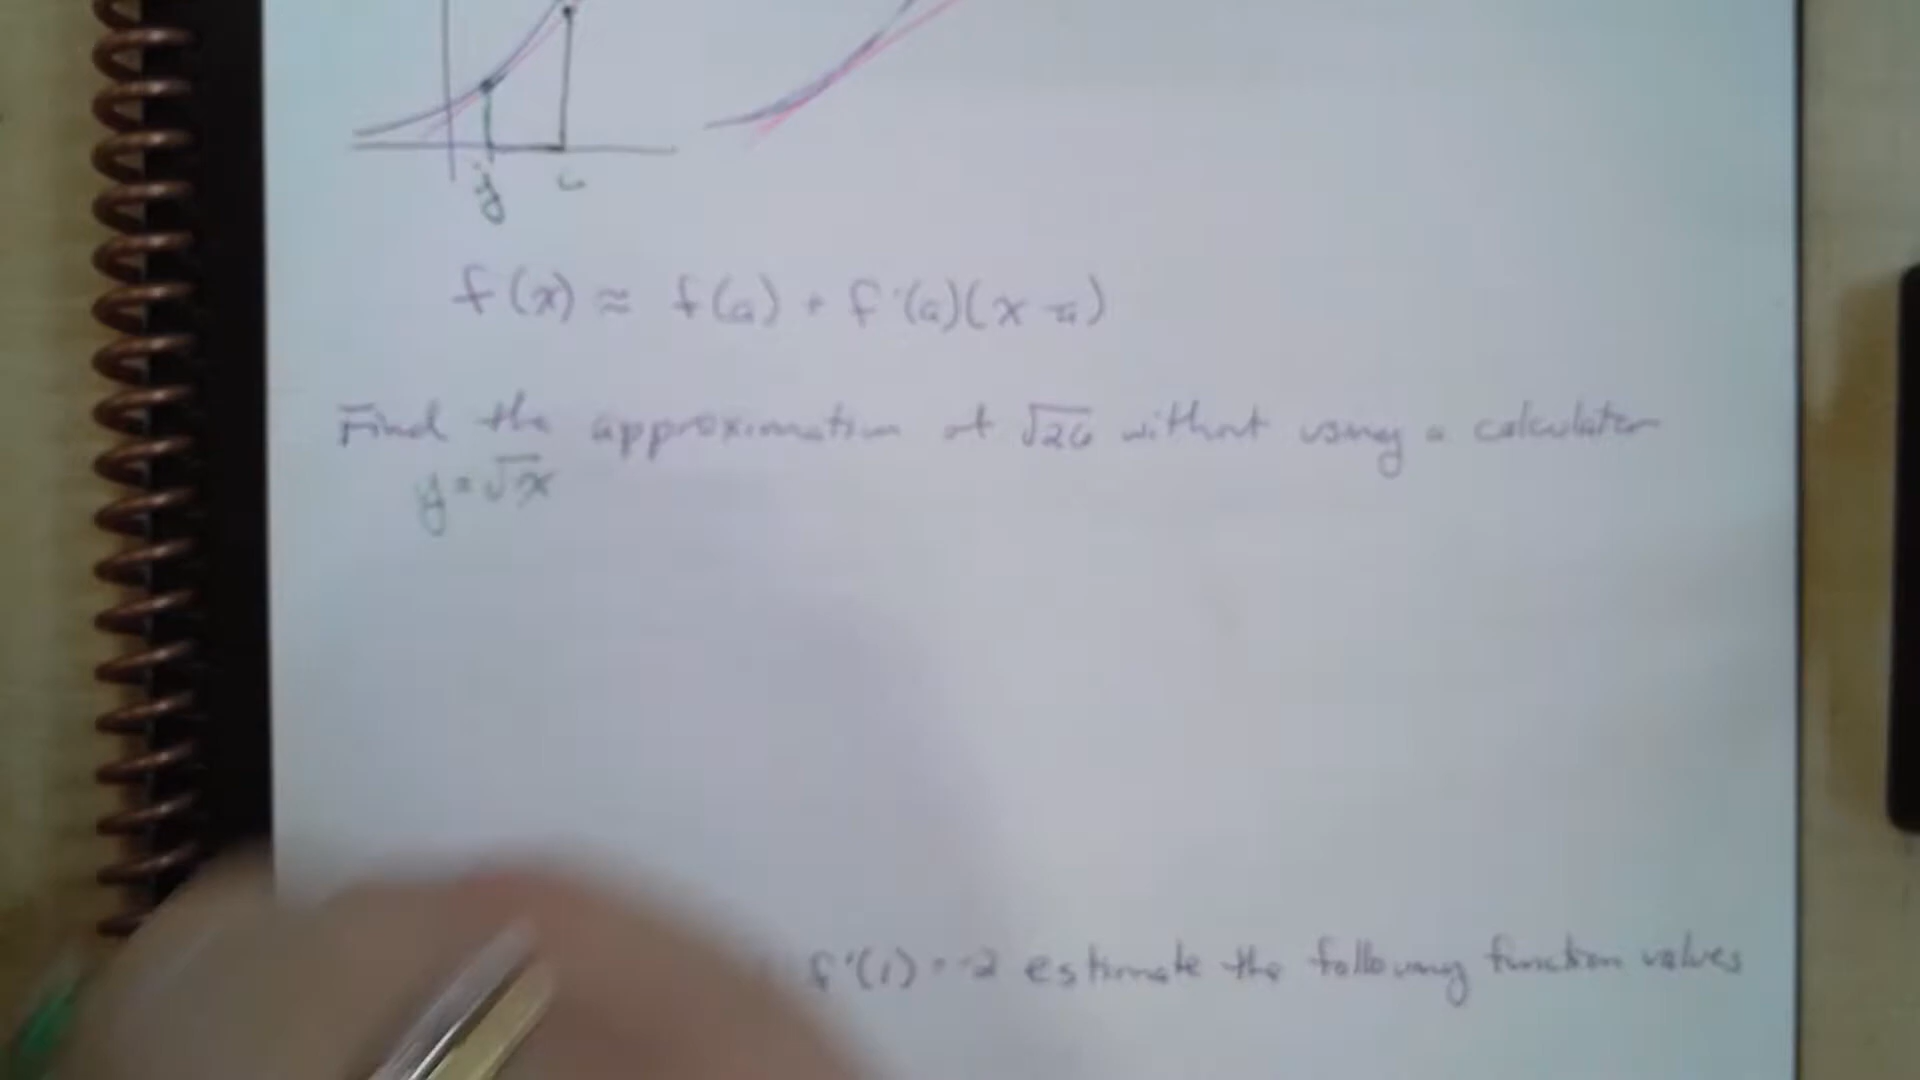 f(x) ≈ f(a) + f'(a)(x-a)
Find the approximation of √26 without using a calculator
y = √x
f'(1) = -2 estimate the following function values